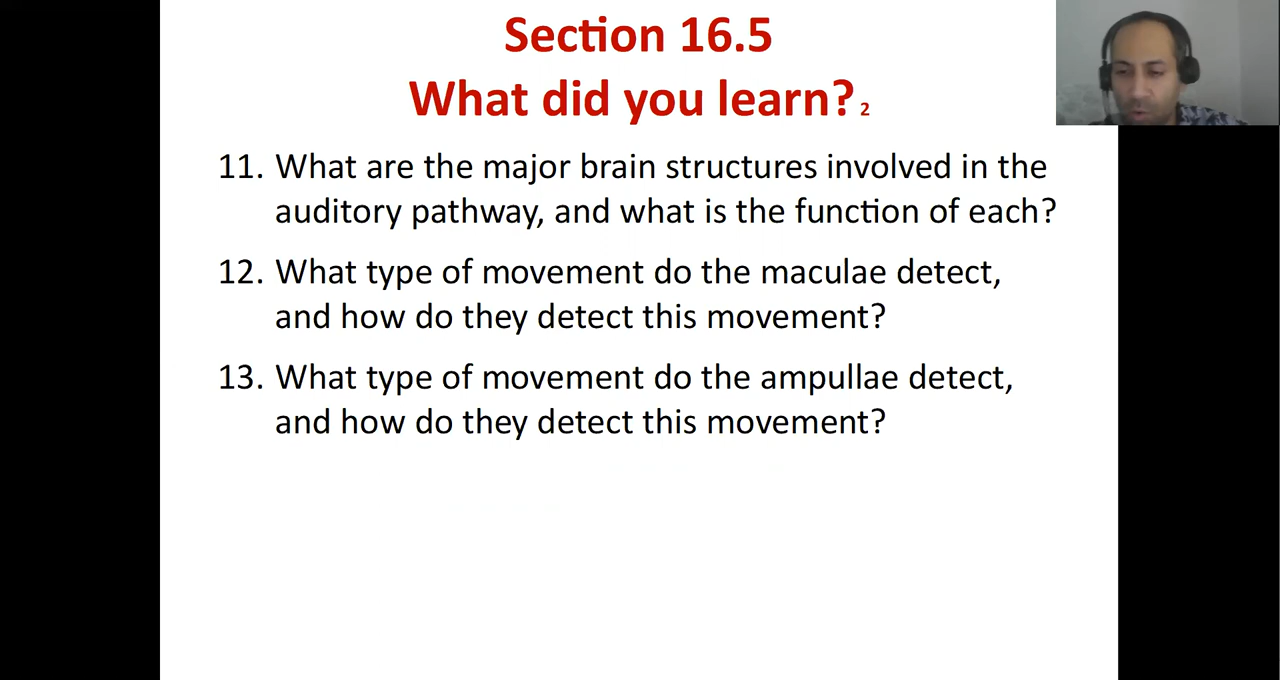 Section 16.5
What did you learn? 2
11. What are the major brain structures involved in the
auditory pathway, and what is the function of each?
12. What type of movement do the maculae detect,
and how do they detect this movement?
13. What type of movement do the ampullae detect,
and how do they detect this movement?